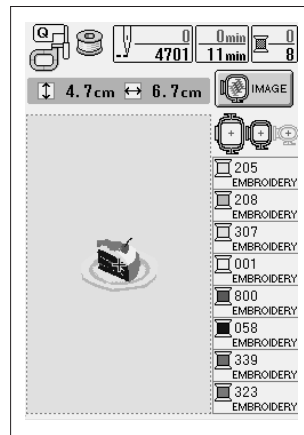 Q
0 0min 0
4701 11min 8
4.7cm 6.7cm
IMAGE
205
EMBROIDERY
208
EMBROIDERY
307
EMBROIDERY
001
EMBROIDERY
800
EMBROIDERY
058
EMBROIDERY
339
EMBROIDERY
323
EMBROIDERY